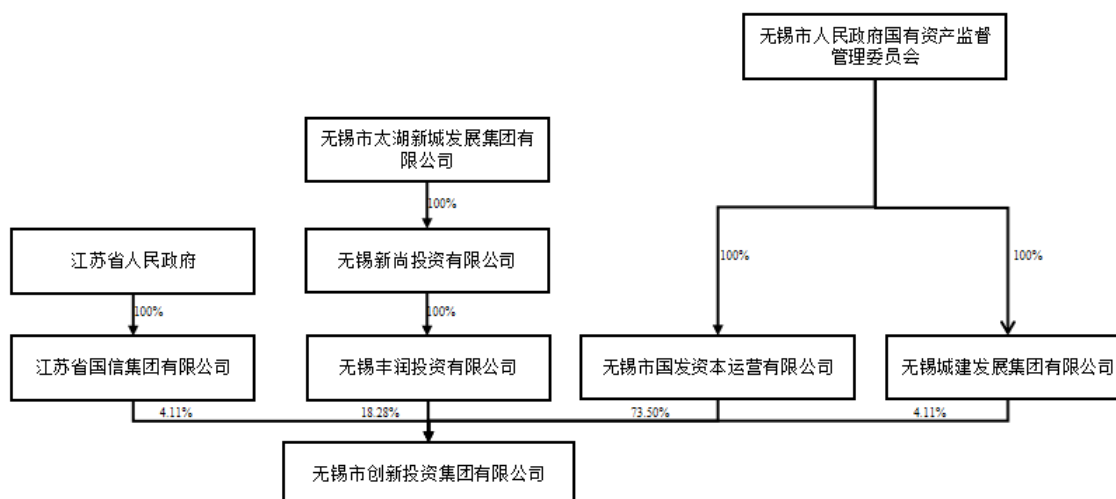 无锡市人民政府国有资产监督
管理委员会
无锡市太湖新城发展集团有
限公司
100%
江苏省人民政府
无锡新尚投资有限公司
100%
100%
100%
100%
江苏省国信集团有限公司
无锡丰润投资有限公司
无锡市国发资本运营有限公司
无锡城建发展集团有限公司
4.11%
18.28%
73.50%
4.11%
无锡市创新投资集团有限公司